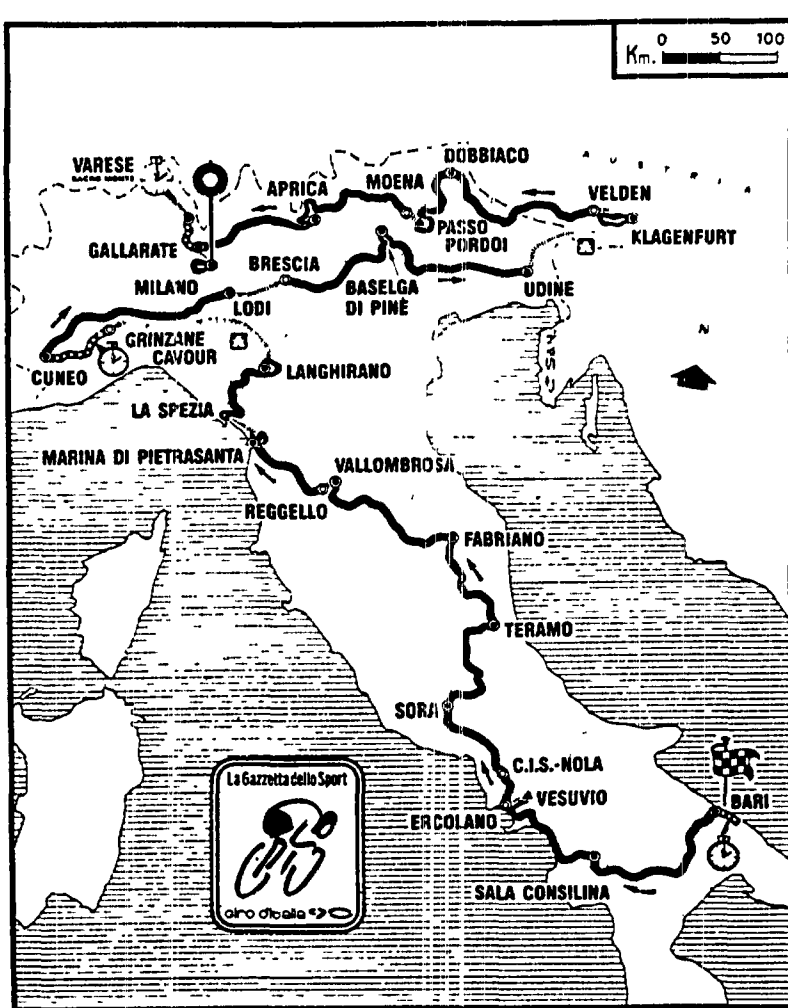 Km. 0 50 100
AUSTRIA
DOBBIACO
VARESE
SACRO MONTE
APRICA
MOENA
VELDEN
PASSO
PORDOI
KLAGENFURT
GALLARATE
BRESCIA
MILANO
LODI
BASELGA
DI PINÈ
UDINE
N
GRINZANE
CAVOUR
CUNEO
LANGHIRANO
LA SPEZIA
MARINA DI PIETRASANTA
VALLOMBROSA
REGGELLO
FABRIANO
TERAMO
SORA
C.I.S.-NOLA
VESUVIO
ERCOLANO
BARI
SALA CONSILINA
La Gazzetta dello Sport
giro d'italia